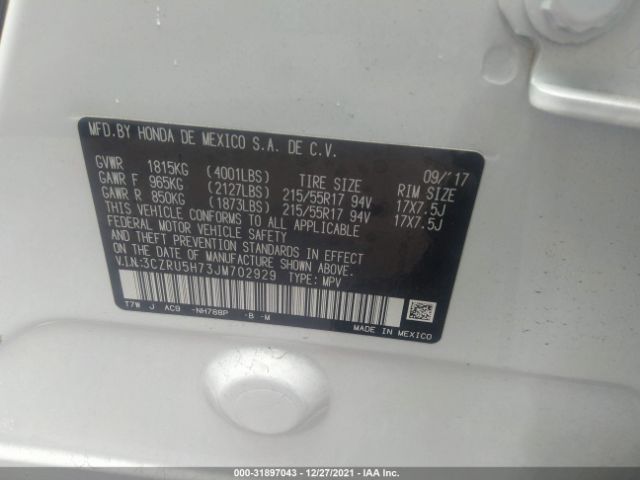 MFD.BY HONDA DE MEXICO S.A. DE C.V.
09/'17
GVWR 1815KG (4001LBS) TIRE SIZE RIM SIZE
GAWR F 965KG (2127LBS) 215/55R17 94V 17X7.5J
GAWR R 850KG (1873LBS) 215/55R17 94V 17X7.5J
THIS VEHICLE CONFORMS TO ALL APPLICABLE
FEDERAL MOTOR VEHICLE SAFETY
AND THEFT PREVENTION STANDARDS IN EFFECT
ON THE DATE OF MANUFACTURE SHOWN ABOVE.
V.I.N:3CZRU5H73JM702929 TYPE: MPV
T7W J AC9 -NH788P -B -M
MADE IN MEXICO
000-31897043 - 12/27/2021 - IAA Inc.